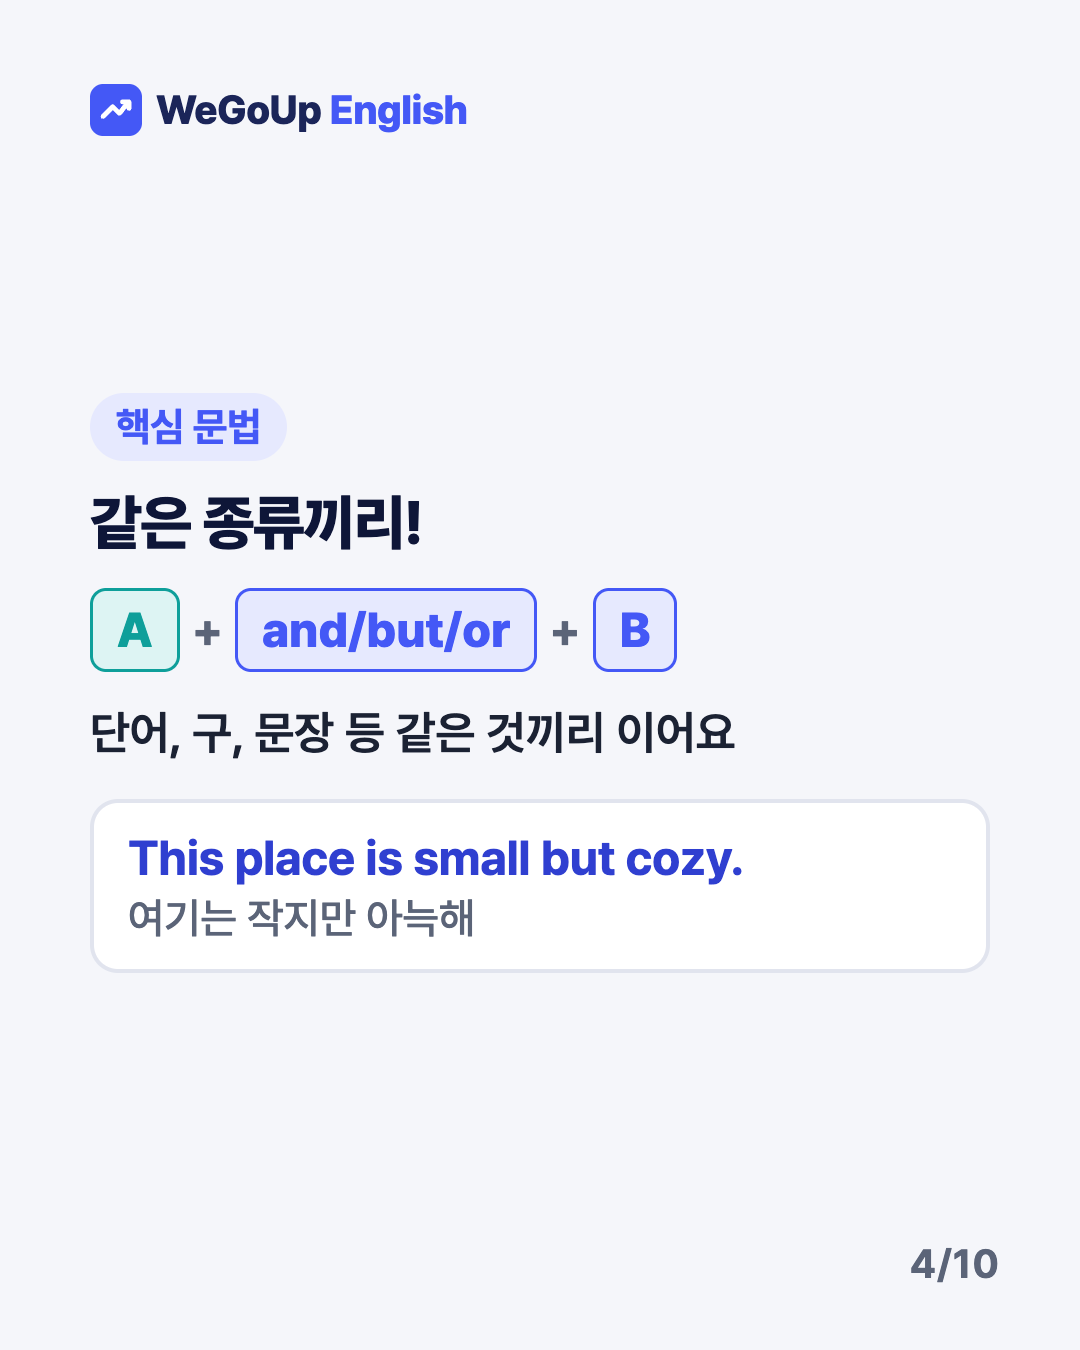 WeGoUp English
핵심 문법
같은 종류끼리!
A + and/but/or + B
단어, 구, 문장 등 같은 것끼리 이어요
This place is small but cozy.
여기는 작지만 아늑해
4/10